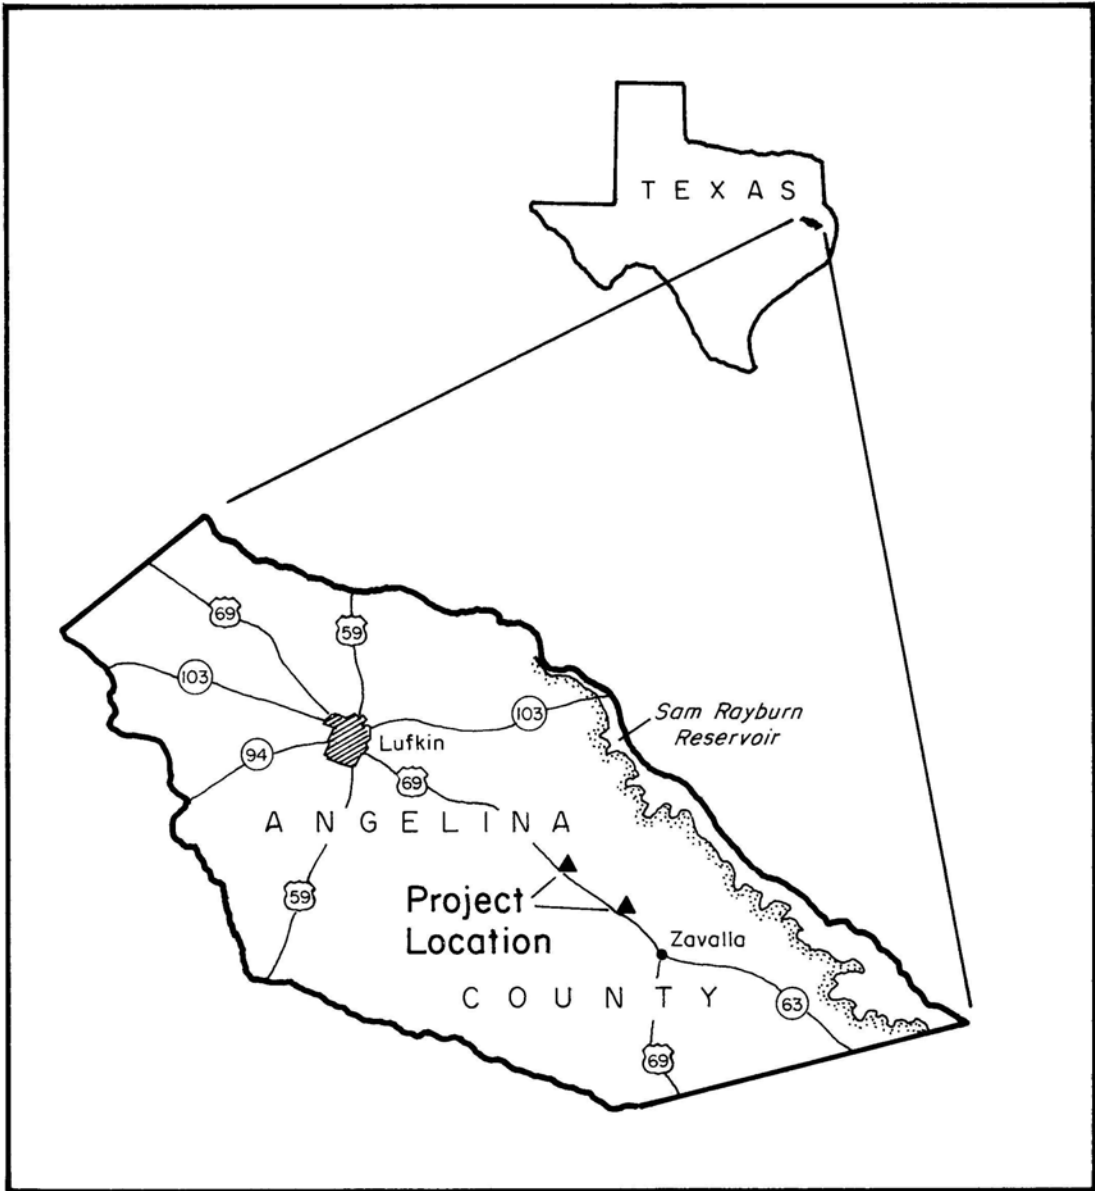 TEXAS
69
59
103
103
Sam Rayburn
Reservoir
Lufkin
94
69
ANGELINA
59
Project
Location
Zavalla
COUNTY
63
69